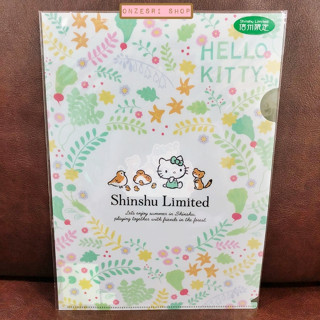 ONZEBRI SHOP
Shinshu Limited
信州限定
HELLO
KITTY
Shinshu Limited
Let's enjoy summer in Shinshu,
playing together with friends in the forest.